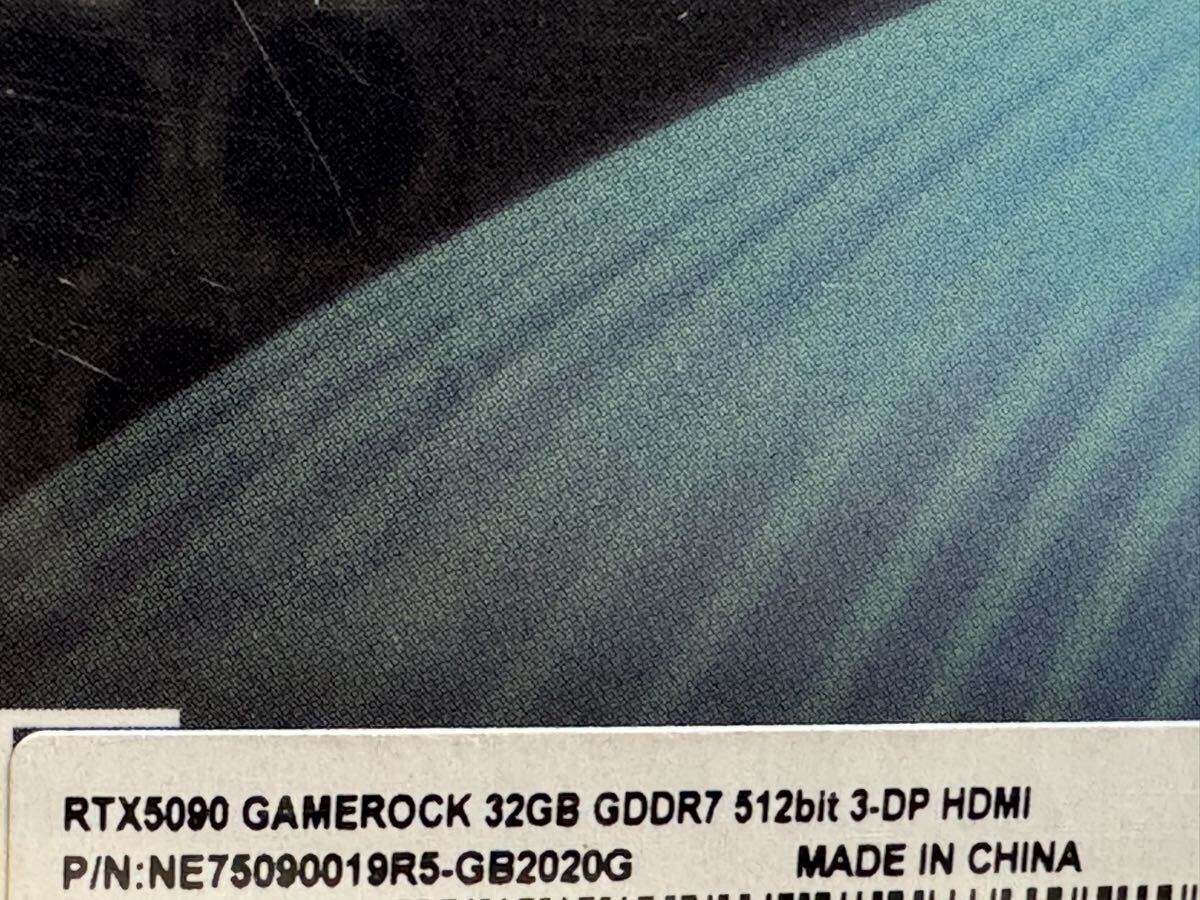 RTX5090 GAMEROCK 32GB GDDR7 512bit 3-DP HDMI
P/N:NE75090019R5-GB2020G MADE IN CHINA